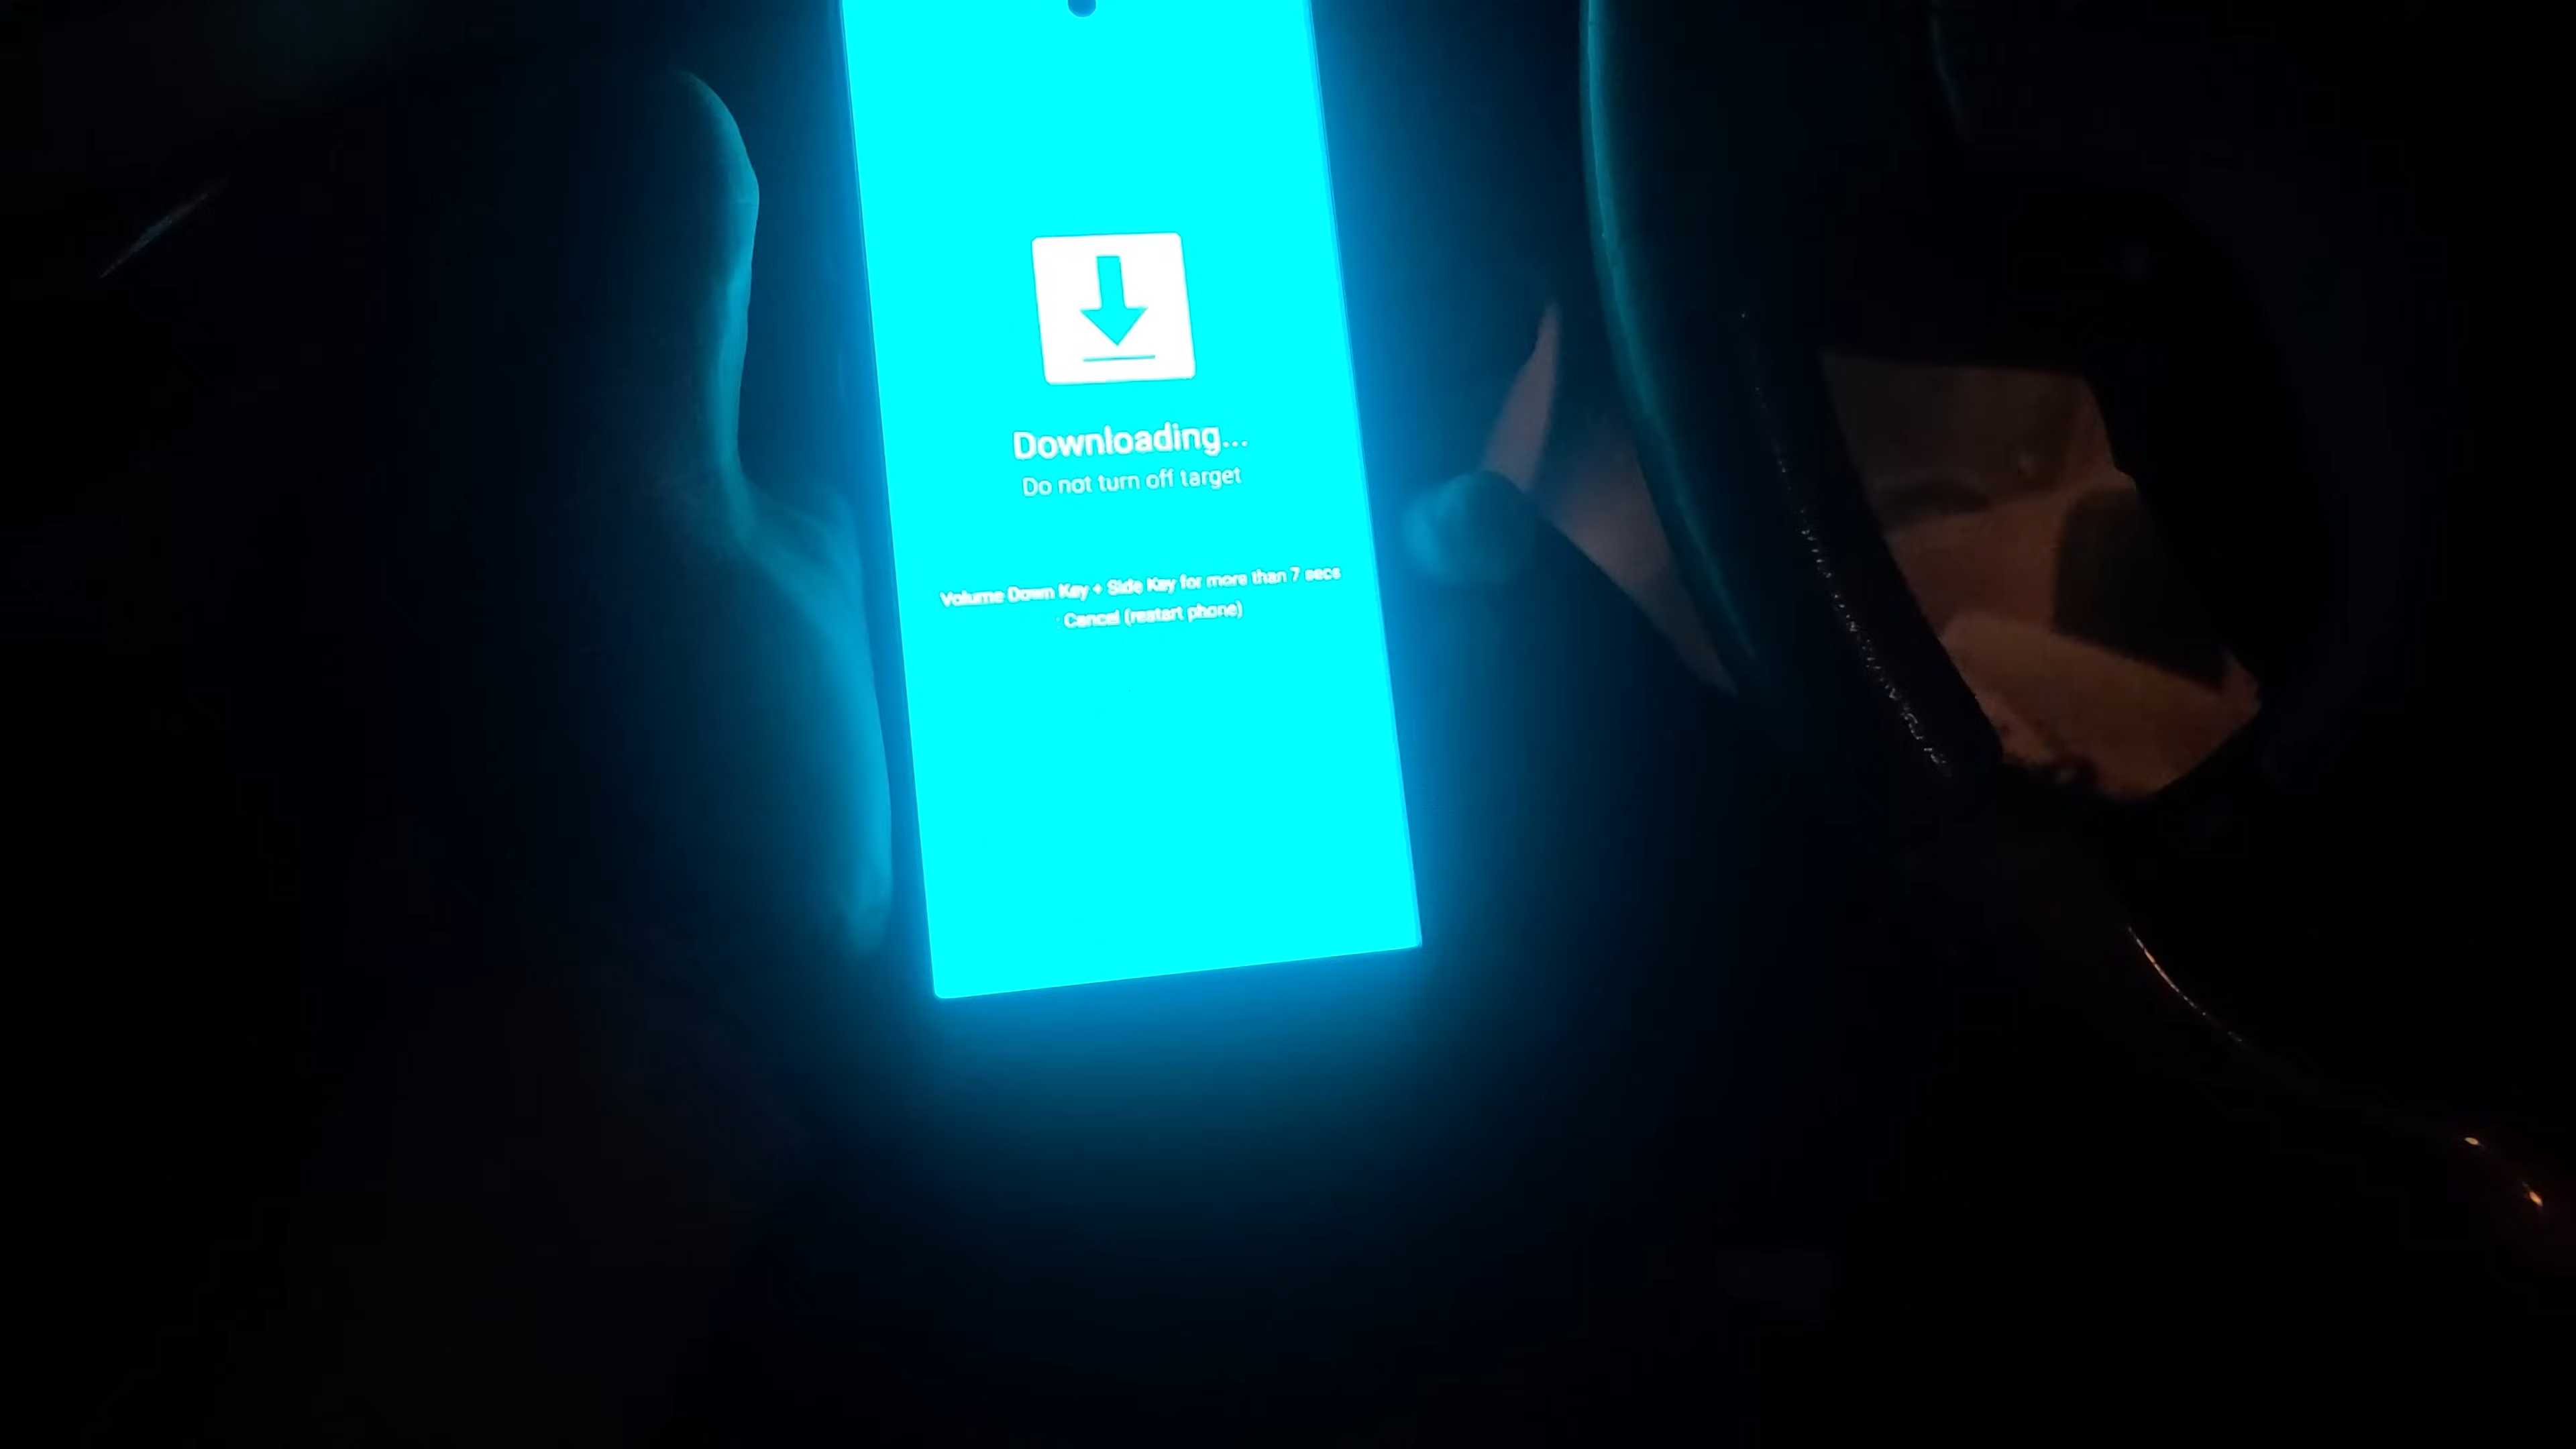 Downloading...
Do not turn off target
Volume Down Key + Side Key for more than 7 secs
: Cancel (restart phone)